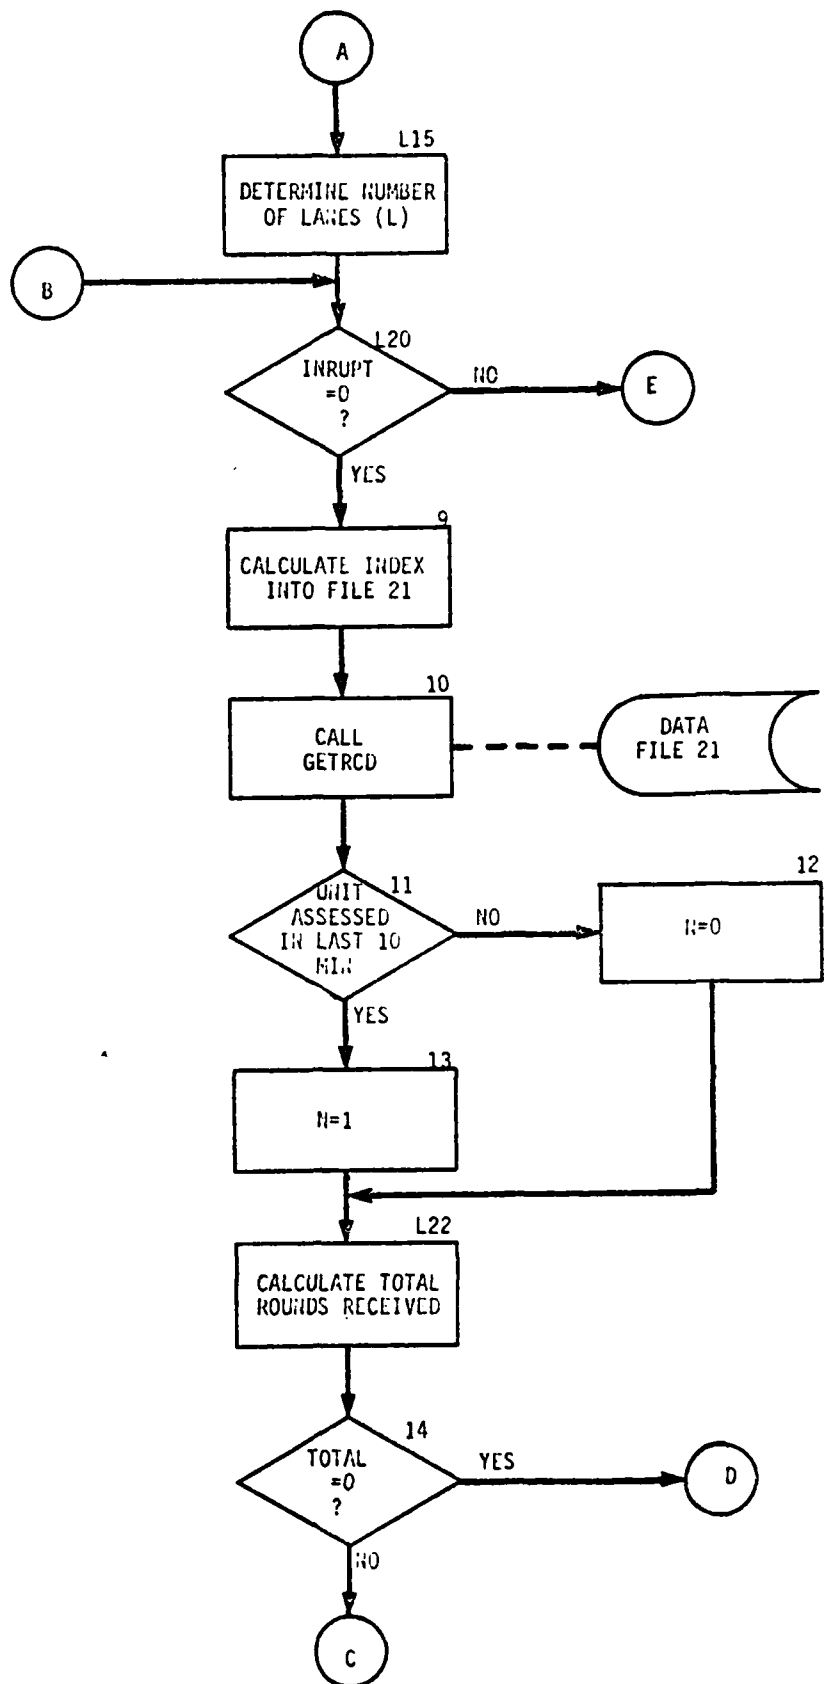 A
L15
DETERMINE NUMBER
OF LANES (L)
B
L20
INRUPT
=0
?
NO
E
YES
9
CALCULATE INDEX
INTO FILE 21
10
CALL
GETRCD
DATA
FILE 21
11
UNIT
ASSESSED
IN LAST 10
MIN
NO
12
N=0
YES
13
N=1
L22
CALCULATE TOTAL
ROUNDS RECEIVED
14
TOTAL
=0
?
YES
D
NO
C